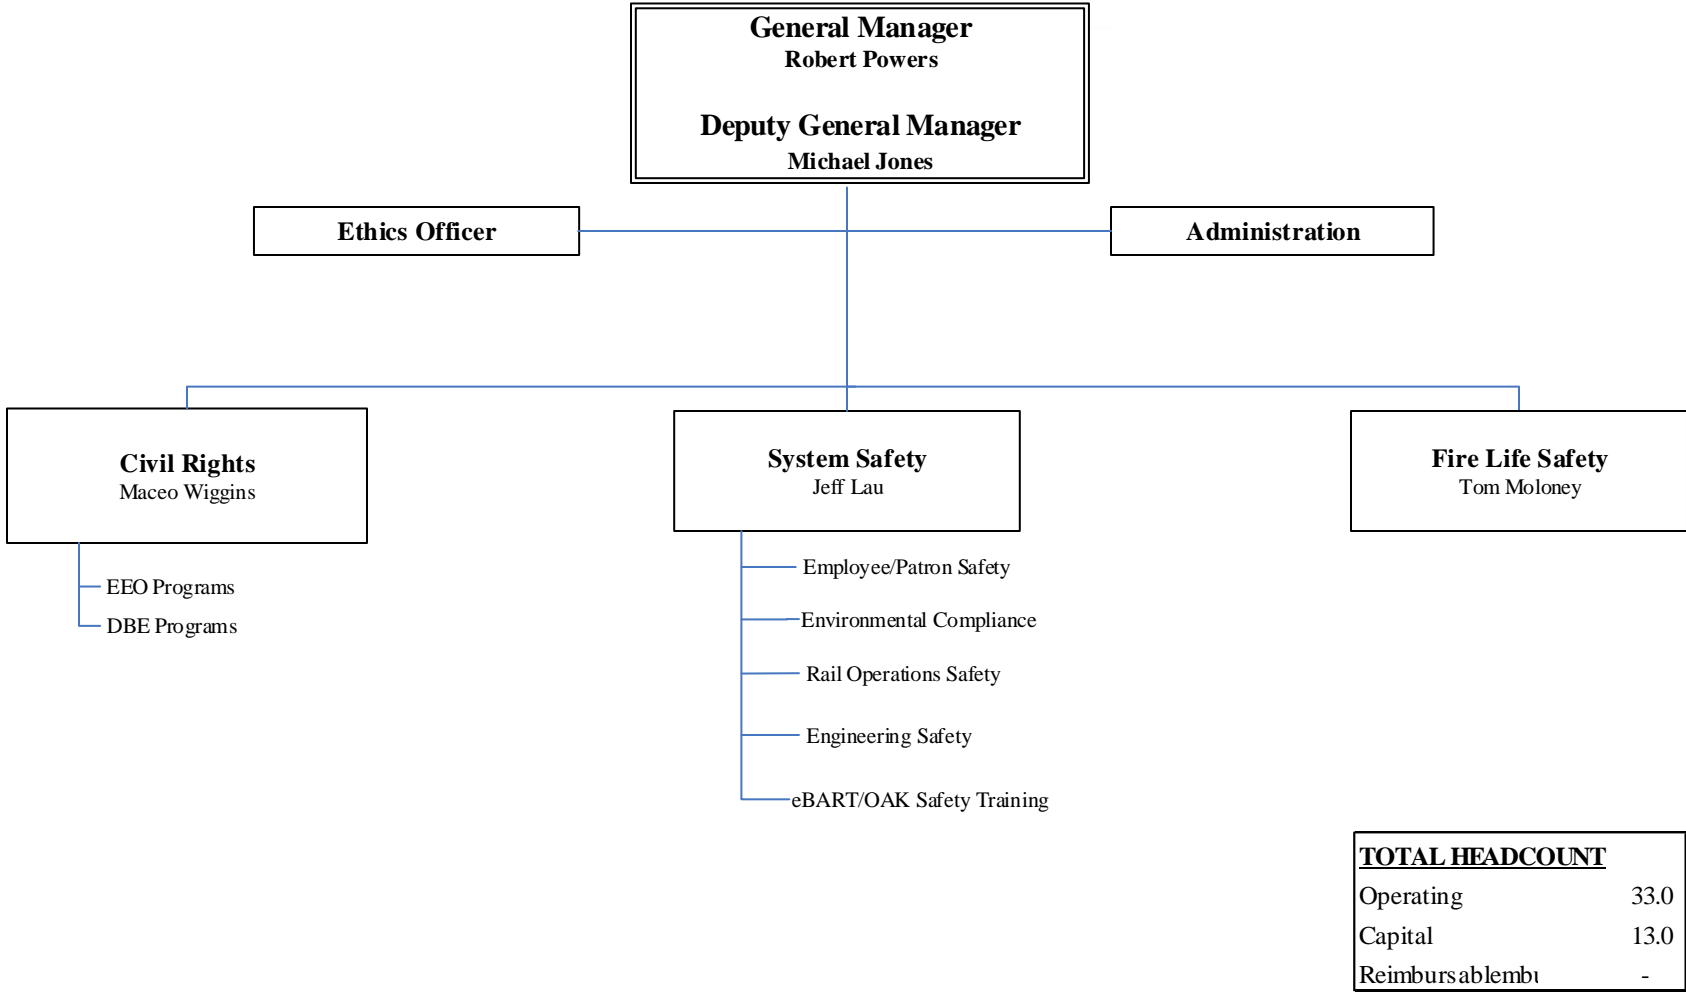 General Manager
Robert Powers
Deputy General Manager
Michael Jones
Ethics Officer
Administration
Civil Rights
Maceo Wiggins
EEO Programs
DBE Programs
System Safety
Jeff Lau
Employee/Patron Safety
Environmental Compliance
Rail Operations Safety
Engineering Safety
eBART/OAK Safety Training
Fire Life Safety
Tom Moloney
TOTAL HEADCOUNT
Operating 33.0
Capital 13.0
Reimbursablembu -